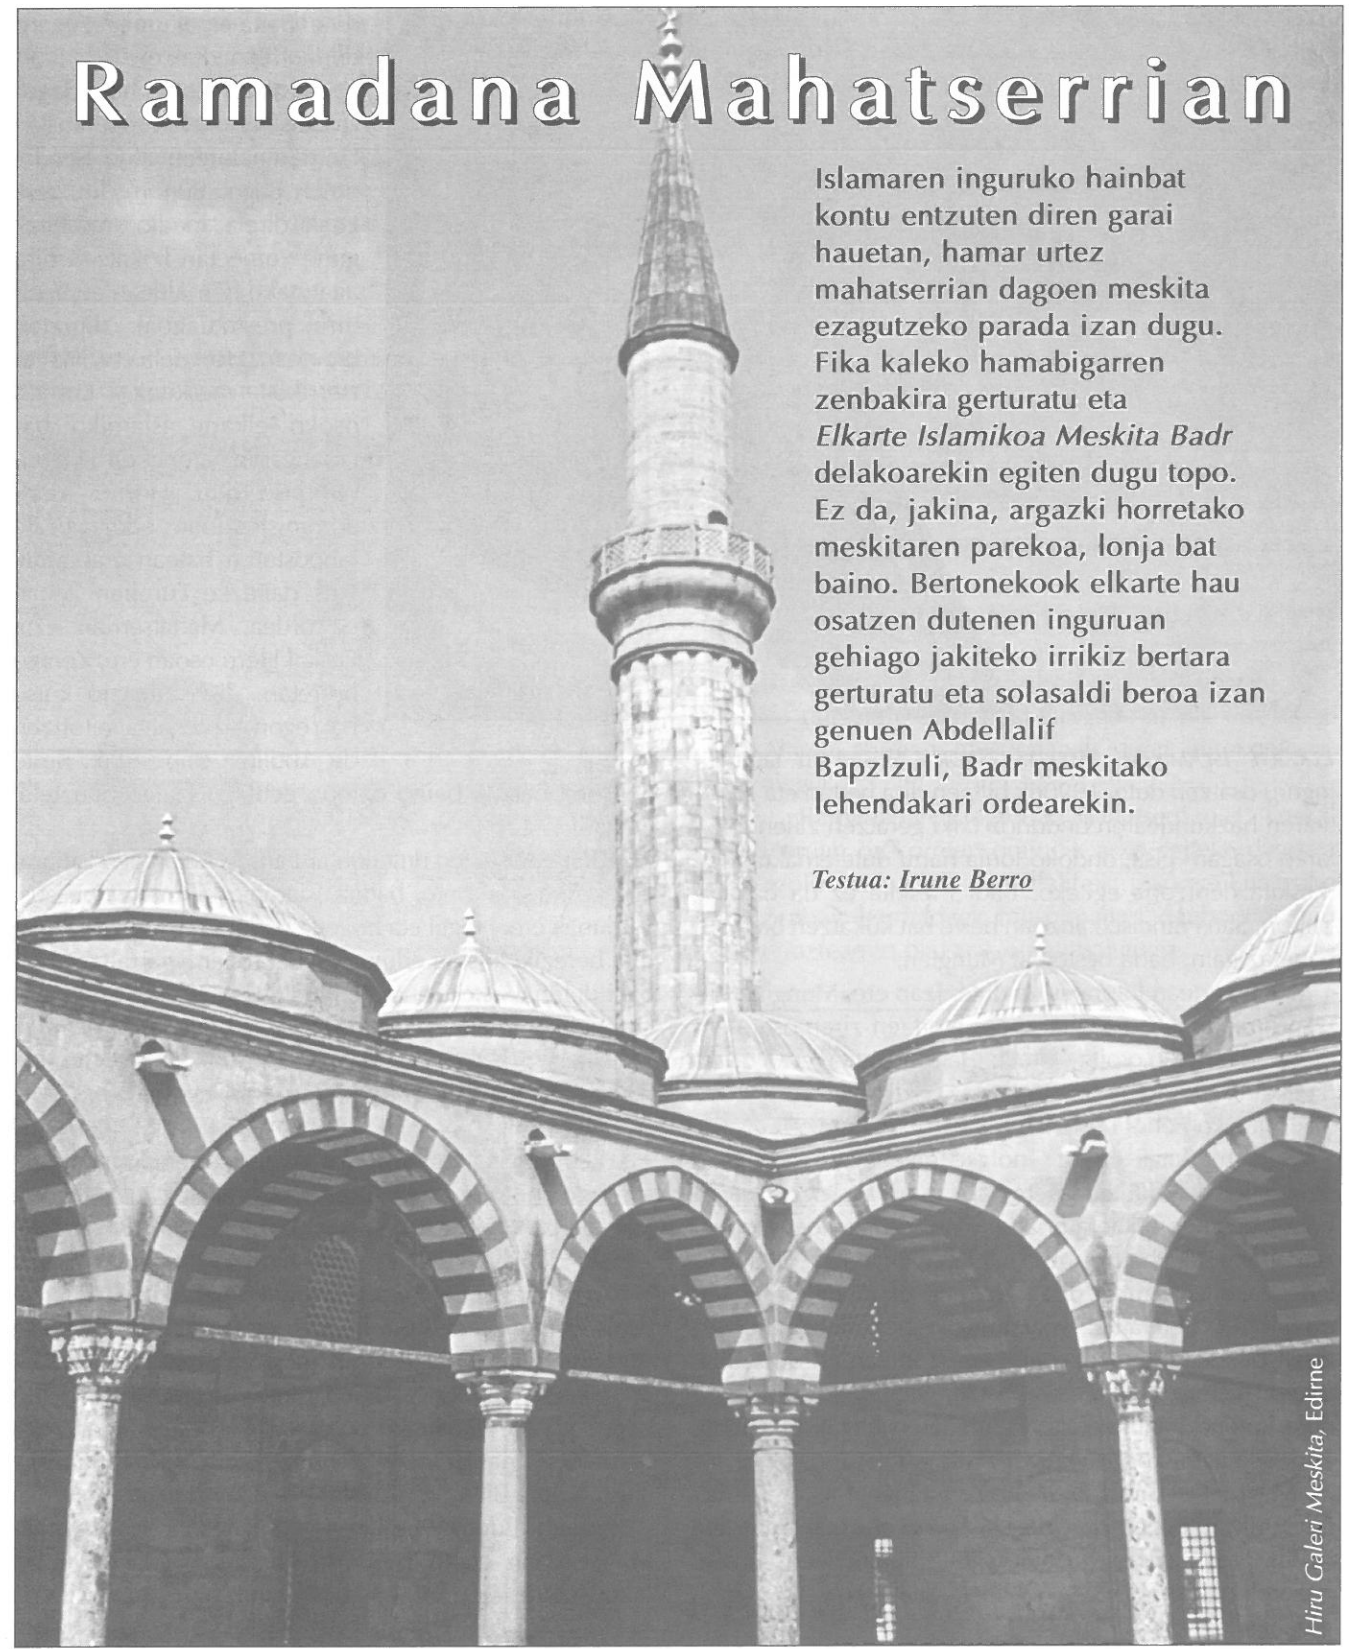 Ramadana Mahatserrian
Islamaren inguruko hainbat
kontu entzuten diren garai
hauetan, hamar urtez
mahatserrian dagoen meskita
ezagutzeko parada izan dugu.
Fika kaleko hamabigarren
zenbakira gerturatu eta
Elkarte Islamikoa Meskita Badr
delakoarekin egiten dugu topo.
Ez da, jakina, argazki horretako
meskitaren parekoa, lonja bat
baino. Bertonekook elkarte hau
osatzen dutenen inguruan
gehiago jakiteko irrikiz bertara
gerturatu eta solasaldi beroa izan
genuen Abdellalif
Bapzlzuli, Badr meskitako
lehendakari ordearekin.
Testua: Irune Berro
Hiru Galeri Meskita, Edirne